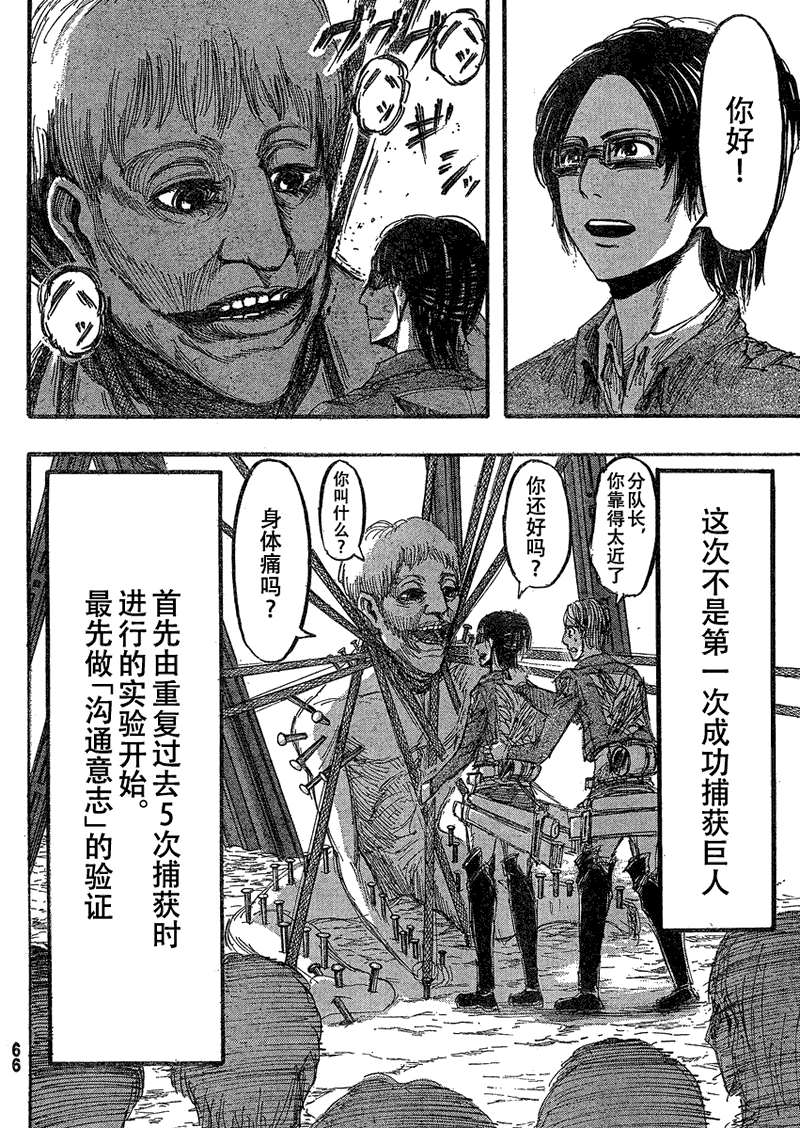 你好！
这次不是第一次成功捕获巨人
分队长，
你靠得太近了
你还好吗？
你叫什么？
身体痛吗？
首先由重复过去5次捕获时
进行的实验开始。
最先做「沟通意志」的验证
66